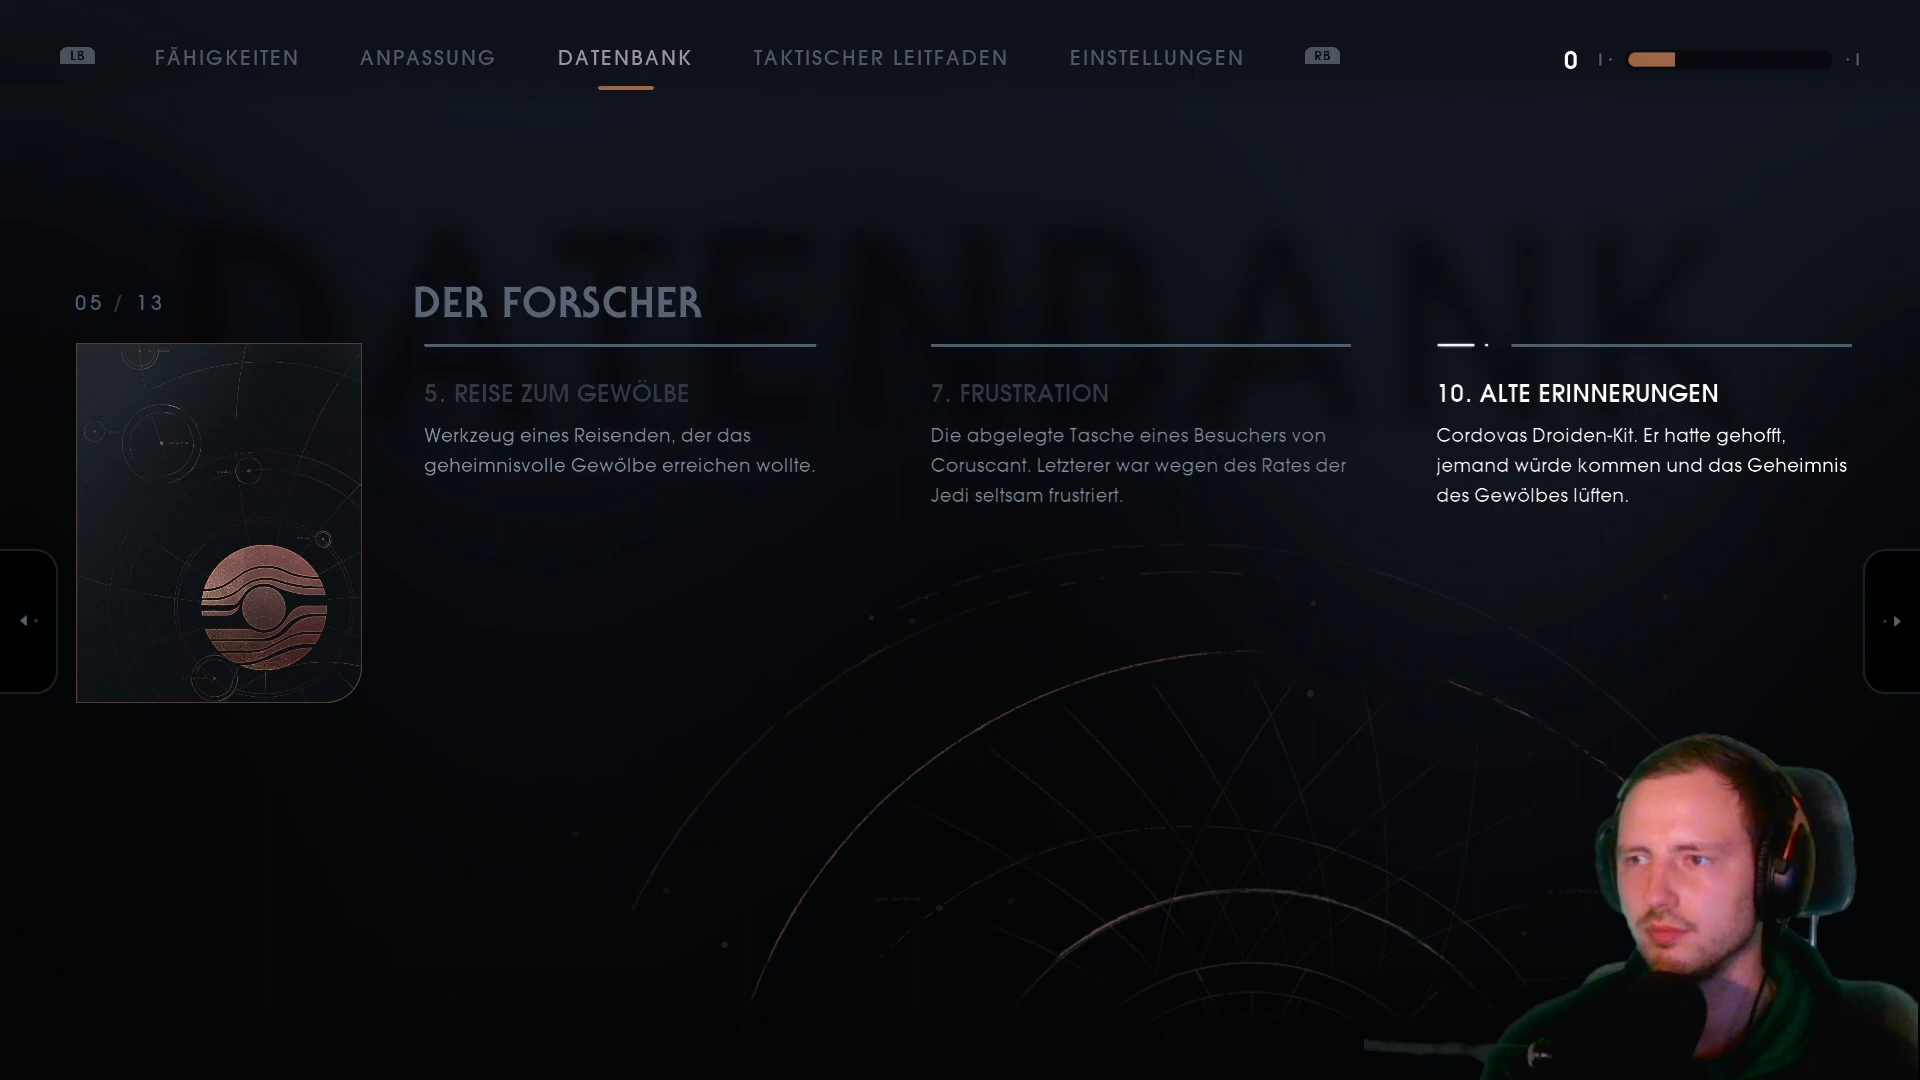 LB FÄHIGKEITEN ANPASSUNG DATENBANK TAKTISCHER LEITFADEN EINSTELLUNGEN RB 0
DATENBANK
05 / 13
DER FORSCHER
5. REISE ZUM GEWÖLBE
Werkzeug eines Reisenden, der das
geheimnisvolle Gewölbe erreichen wollte.
7. FRUSTRATION
Die abgelegte Tasche eines Besuchers von
Coruscant. Letzterer war wegen des Rates der
Jedi seltsam frustriert.
10. ALTE ERINNERUNGEN
Cordovas Droiden-Kit. Er hatte gehofft,
jemand würde kommen und das Geheimnis
des Gewölbes lüften.